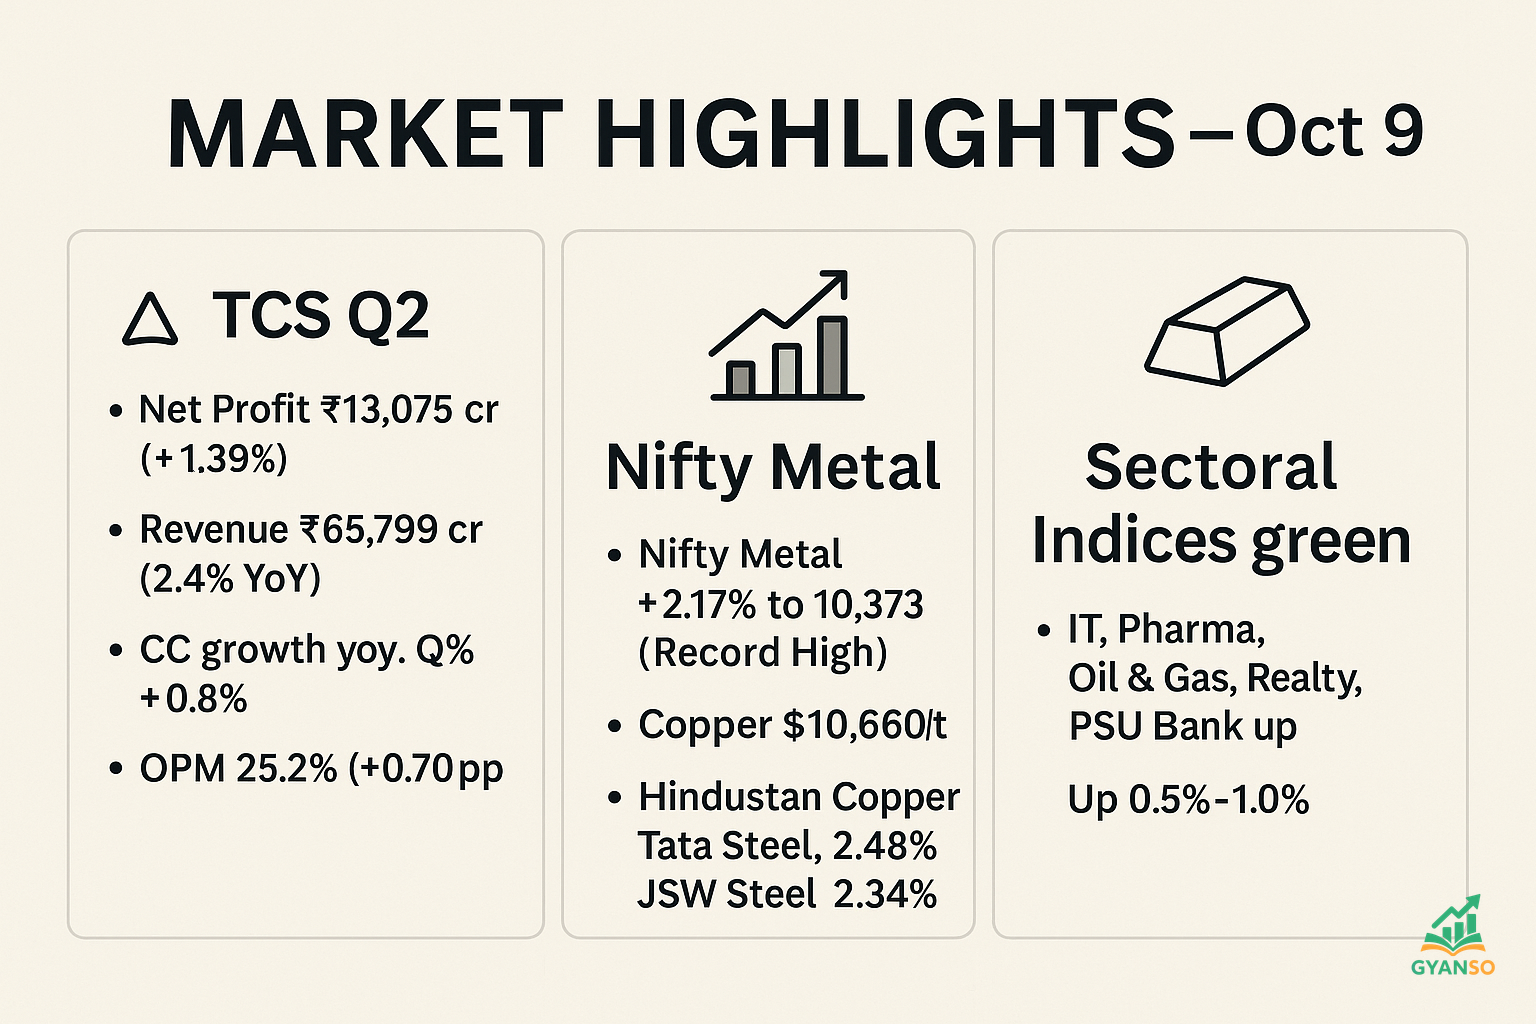 MARKET HIGHLIGHTS – Oct 9
TCS Q2
• Net Profit ₹13,075 cr
(+1.39%)
• Revenue ₹65,799 cr
(2.4% YoY)
• CC growth yoy. Q%
+0.8%
• OPM 25.2% (+0.70pp
Nifty Metal
• Nifty Metal
+2.17% to 10,373
(Record High)
• Copper $10,660/t
• Hindustan Copper
Tata Steel, 2.48%
JSW Steel 2.34%
Sectoral
Indices green
• IT, Pharma,
Oil & Gas, Realty,
PSU Bank up
Up 0.5%-1.0%
GYANSO